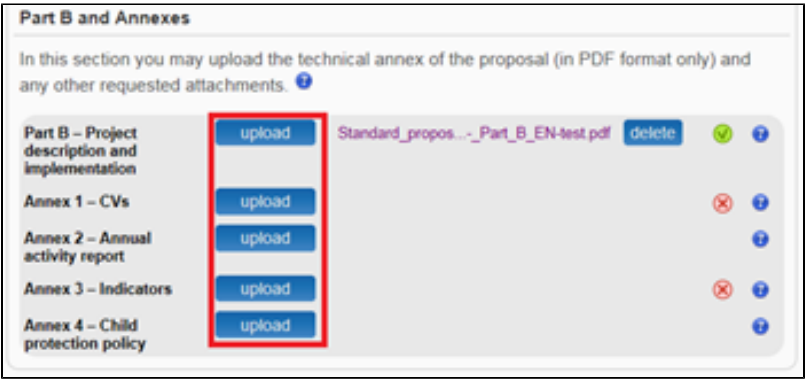 Part B and Annexes
In this section you may upload the technical annex of the proposal (in PDF format only) and
any other requested attachments. ?
Part B – Project
description and
implementation
upload
Standard_propos...-_Part_B_EN-test.pdf
delete
?
Annex 1 – CVs
upload
?
Annex 2 – Annual
activity report
upload
?
Annex 3 – Indicators
upload
?
Annex 4 – Child
protection policy
upload
?